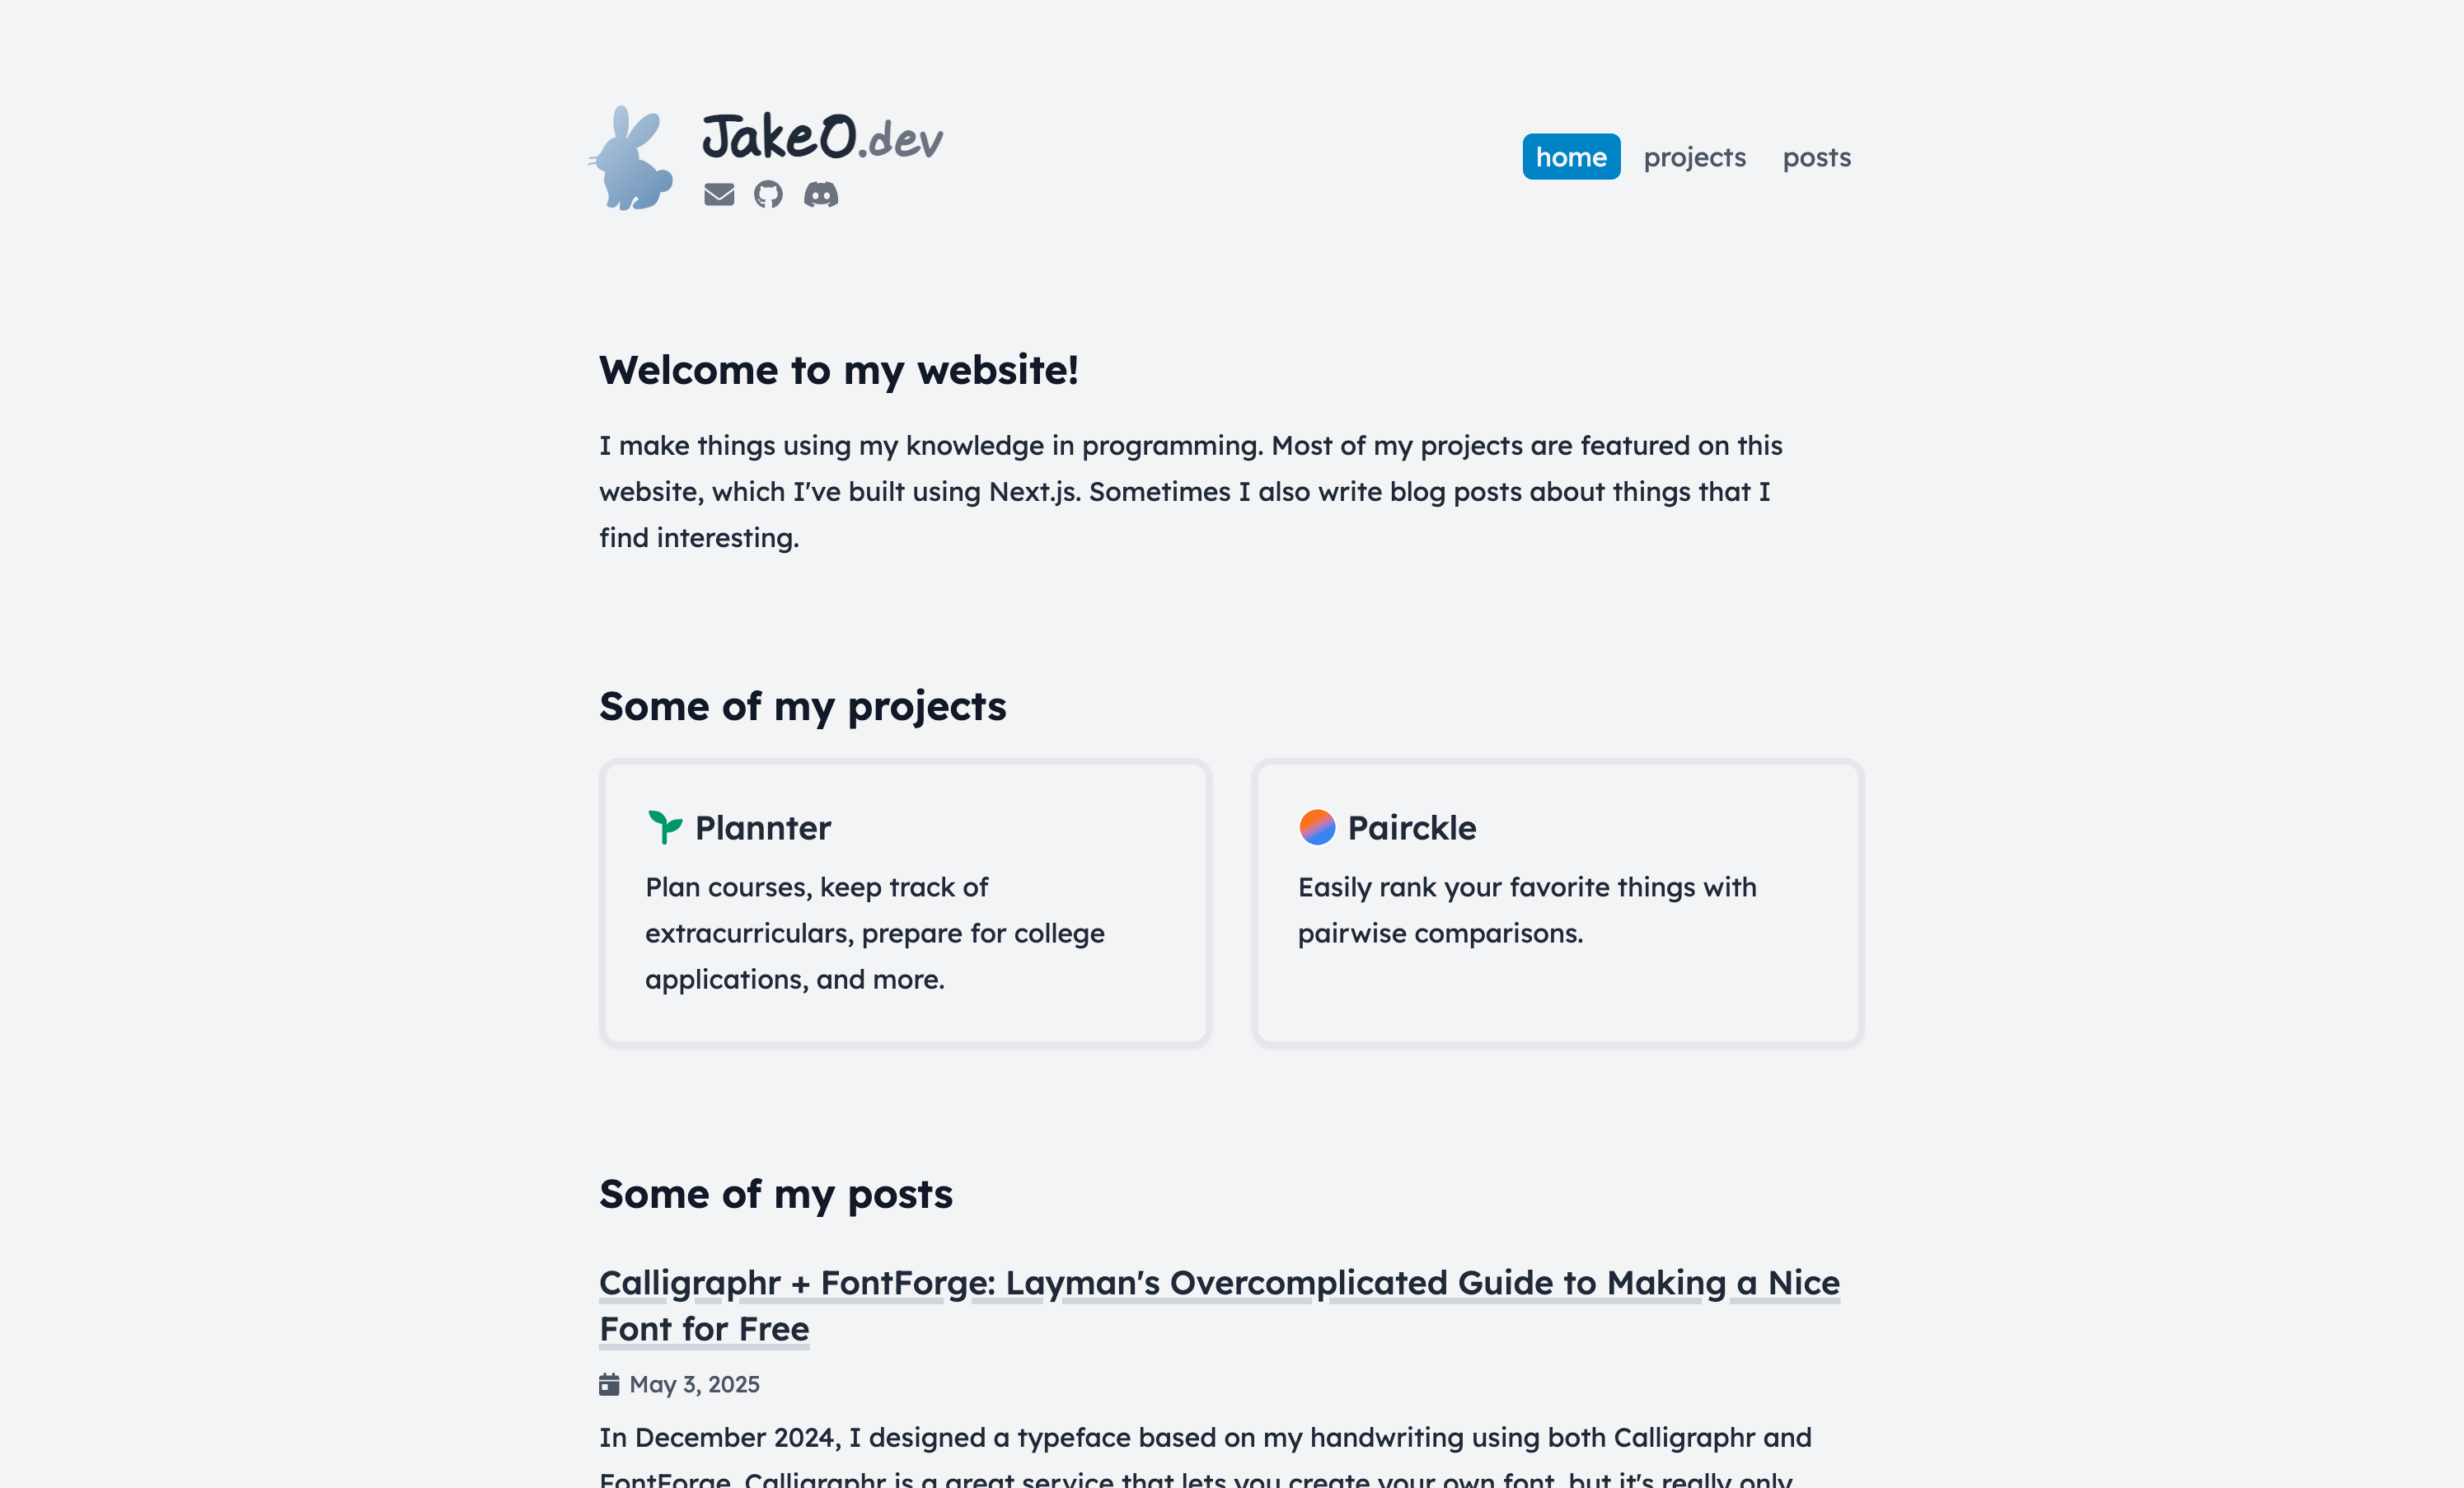 JakeO.dev
home projects posts
Welcome to my website!
I make things using my knowledge in programming. Most of my projects are featured on this
website, which I've built using Next.js. Sometimes I also write blog posts about things that I
find interesting.
Some of my projects
Plannter
Plan courses, keep track of
extracurriculars, prepare for college
applications, and more.
Pairckle
Easily rank your favorite things with
pairwise comparisons.
Some of my posts
Calligraphr + FontForge: Layman's Overcomplicated Guide to Making a Nice
Font for Free
May 3, 2025
In December 2024, I designed a typeface based on my handwriting using both Calligraphr and
FontForge. Calligraphr is a great service that lets you create your own font, but it's really only